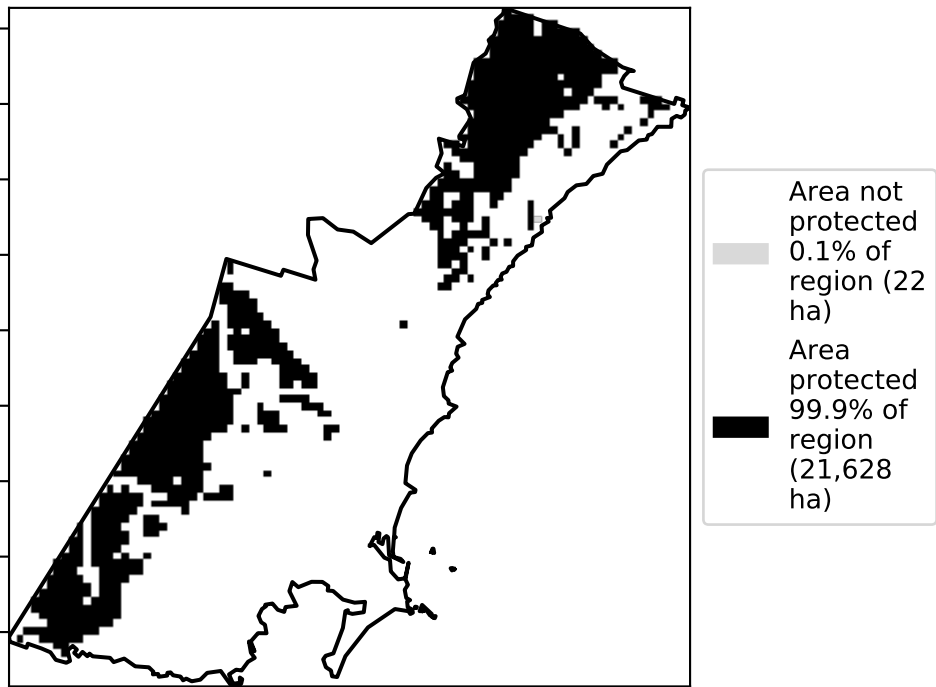 Area not
protected
0.1% of
region (22
ha)
Area
protected
99.9% of
region
(21,628
ha)